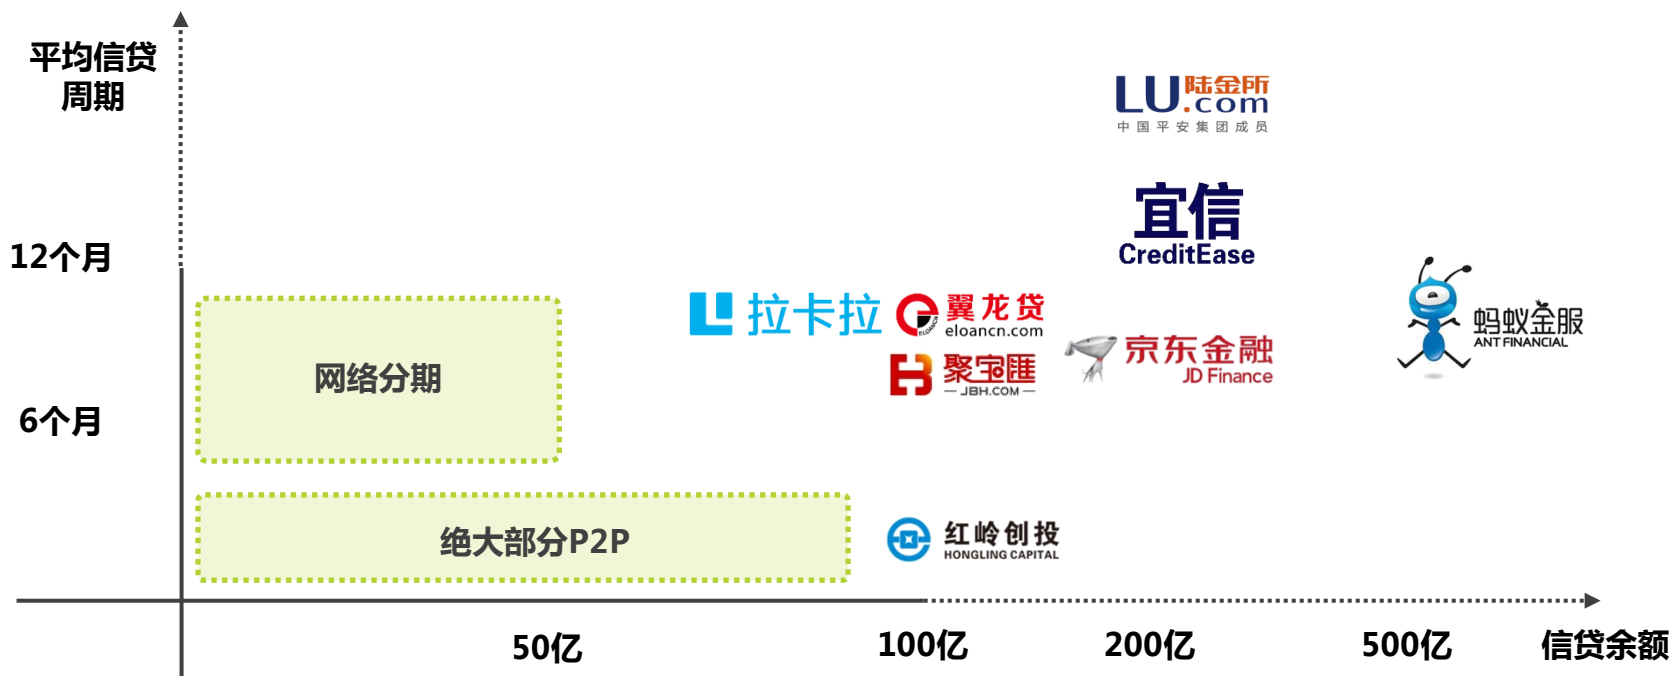 平均信贷
周期
LU.com 陆金所
中国平安集团成员
宜信
CreditEase
12个月
拉卡拉
翼龙贷
eloancn.com
ELOANCN
蚂蚁金服
ANT FINANCIAL
京东金融
JD Finance
聚宝匯
JBH.COM
网络分期
6个月
绝大部分P2P
红岭创投
HONGLING CAPITAL
50亿
100亿
200亿
500亿
信贷余额